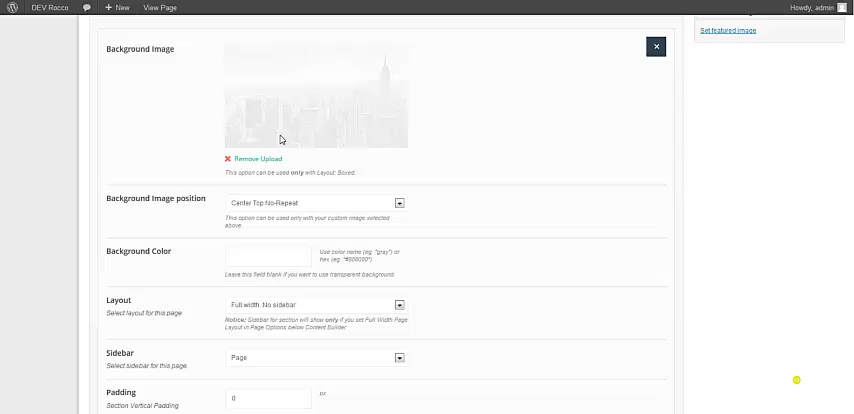 DEV Rocco New View Page Howdy, admin
Set featured image
Background Image
Remove Upload
This option can be used only with Layout: Boxed.
Background Image position
Center Top No-Repeat
This option can be used only with your custom image selected
above.
Background Color
Use color name (eg. "gray") or
hex (eg. "#808080")
Leave this field blank if you want to use transparent background.
Layout
Select layout for this page
Full width. No sidebar
Notice: Sidebar for section will show only if you set Full Width Page
Layout in Page Options below Content Builder.
Sidebar
Select sidebar for this page.
Page
Padding
Section Vertical Padding
0
px